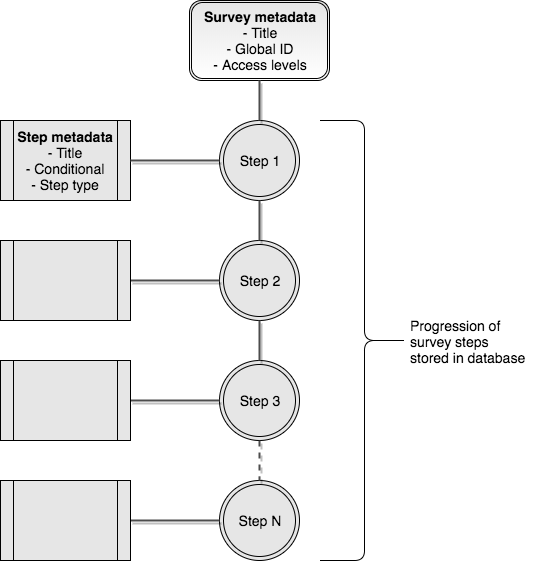 Survey metadata
- Title
- Global ID
- Access levels
Step metadata
- Title
- Conditional
- Step type
Step 1
Step 2
Step 3
Step N
Progression of
survey steps
stored in database